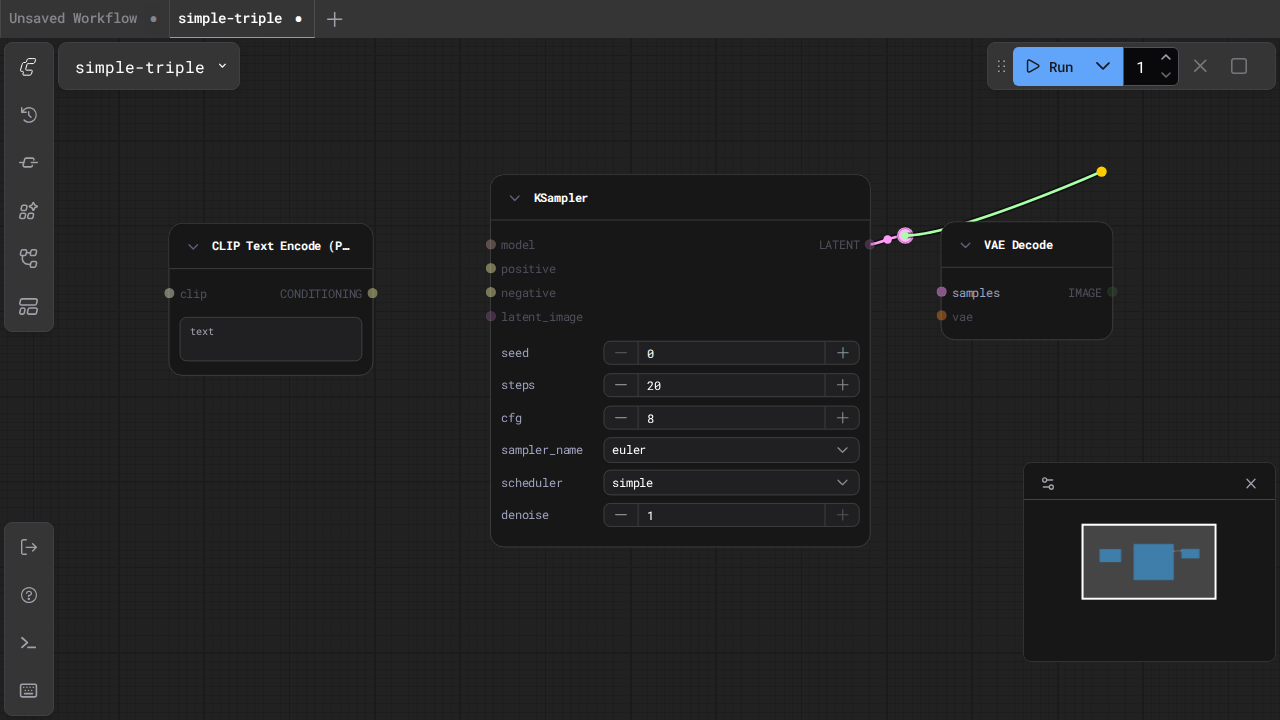 Unsaved Workflow
simple-triple
simple-triple
Run
1
CLIP Text Encode (P…
clip
CONDITIONING
text
KSampler
model
LATENT
positive
negative
latent_image
seed
0
steps
20
cfg
8
sampler_name
euler
scheduler
simple
denoise
1
VAE Decode
samples
IMAGE
vae